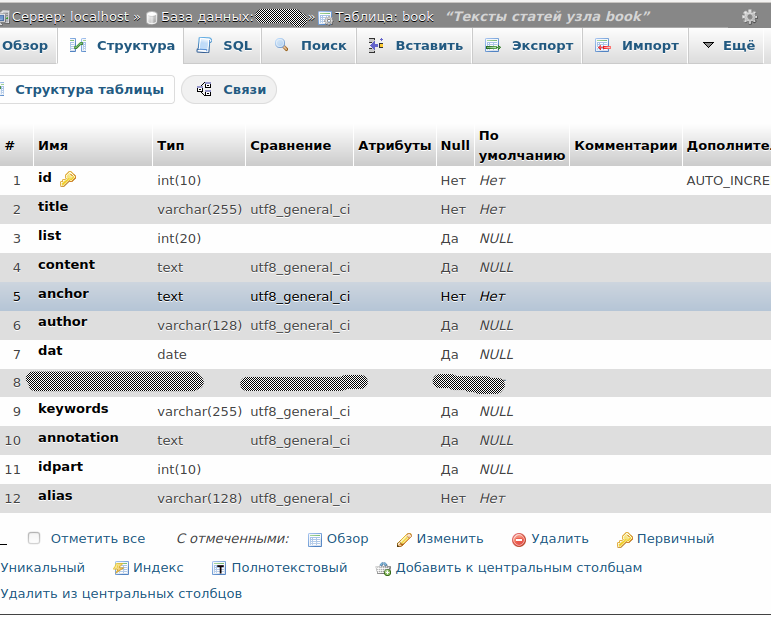 Сервер: localhost » База данных: » Таблица: book “Тексты статей узла book”
Обзор Структура SQL Поиск Вставить Экспорт Импорт Ещё
Структура таблицы Связи
# Имя Тип Сравнение Атрибуты Null По умолчанию Комментарии Дополнител
1 id int(10) Нет Нет AUTO_INCRE
2 title varchar(255) utf8_general_ci Нет Нет
3 list int(20) Да NULL
4 content text utf8_general_ci Да NULL
5 anchor text utf8_general_ci Нет Нет
6 author varchar(128) utf8_general_ci Да NULL
7 dat date Да NULL
8
9 keywords varchar(255) utf8_general_ci Да NULL
10 annotation text utf8_general_ci Да NULL
11 idpart int(10) Да NULL
12 alias varchar(128) utf8_general_ci Нет Нет
Отметить все С отмеченными: Обзор Изменить Удалить Первичный
Уникальный Индекс Полнотекстовый Добавить к центральным столбцам
Удалить из центральных столбцов